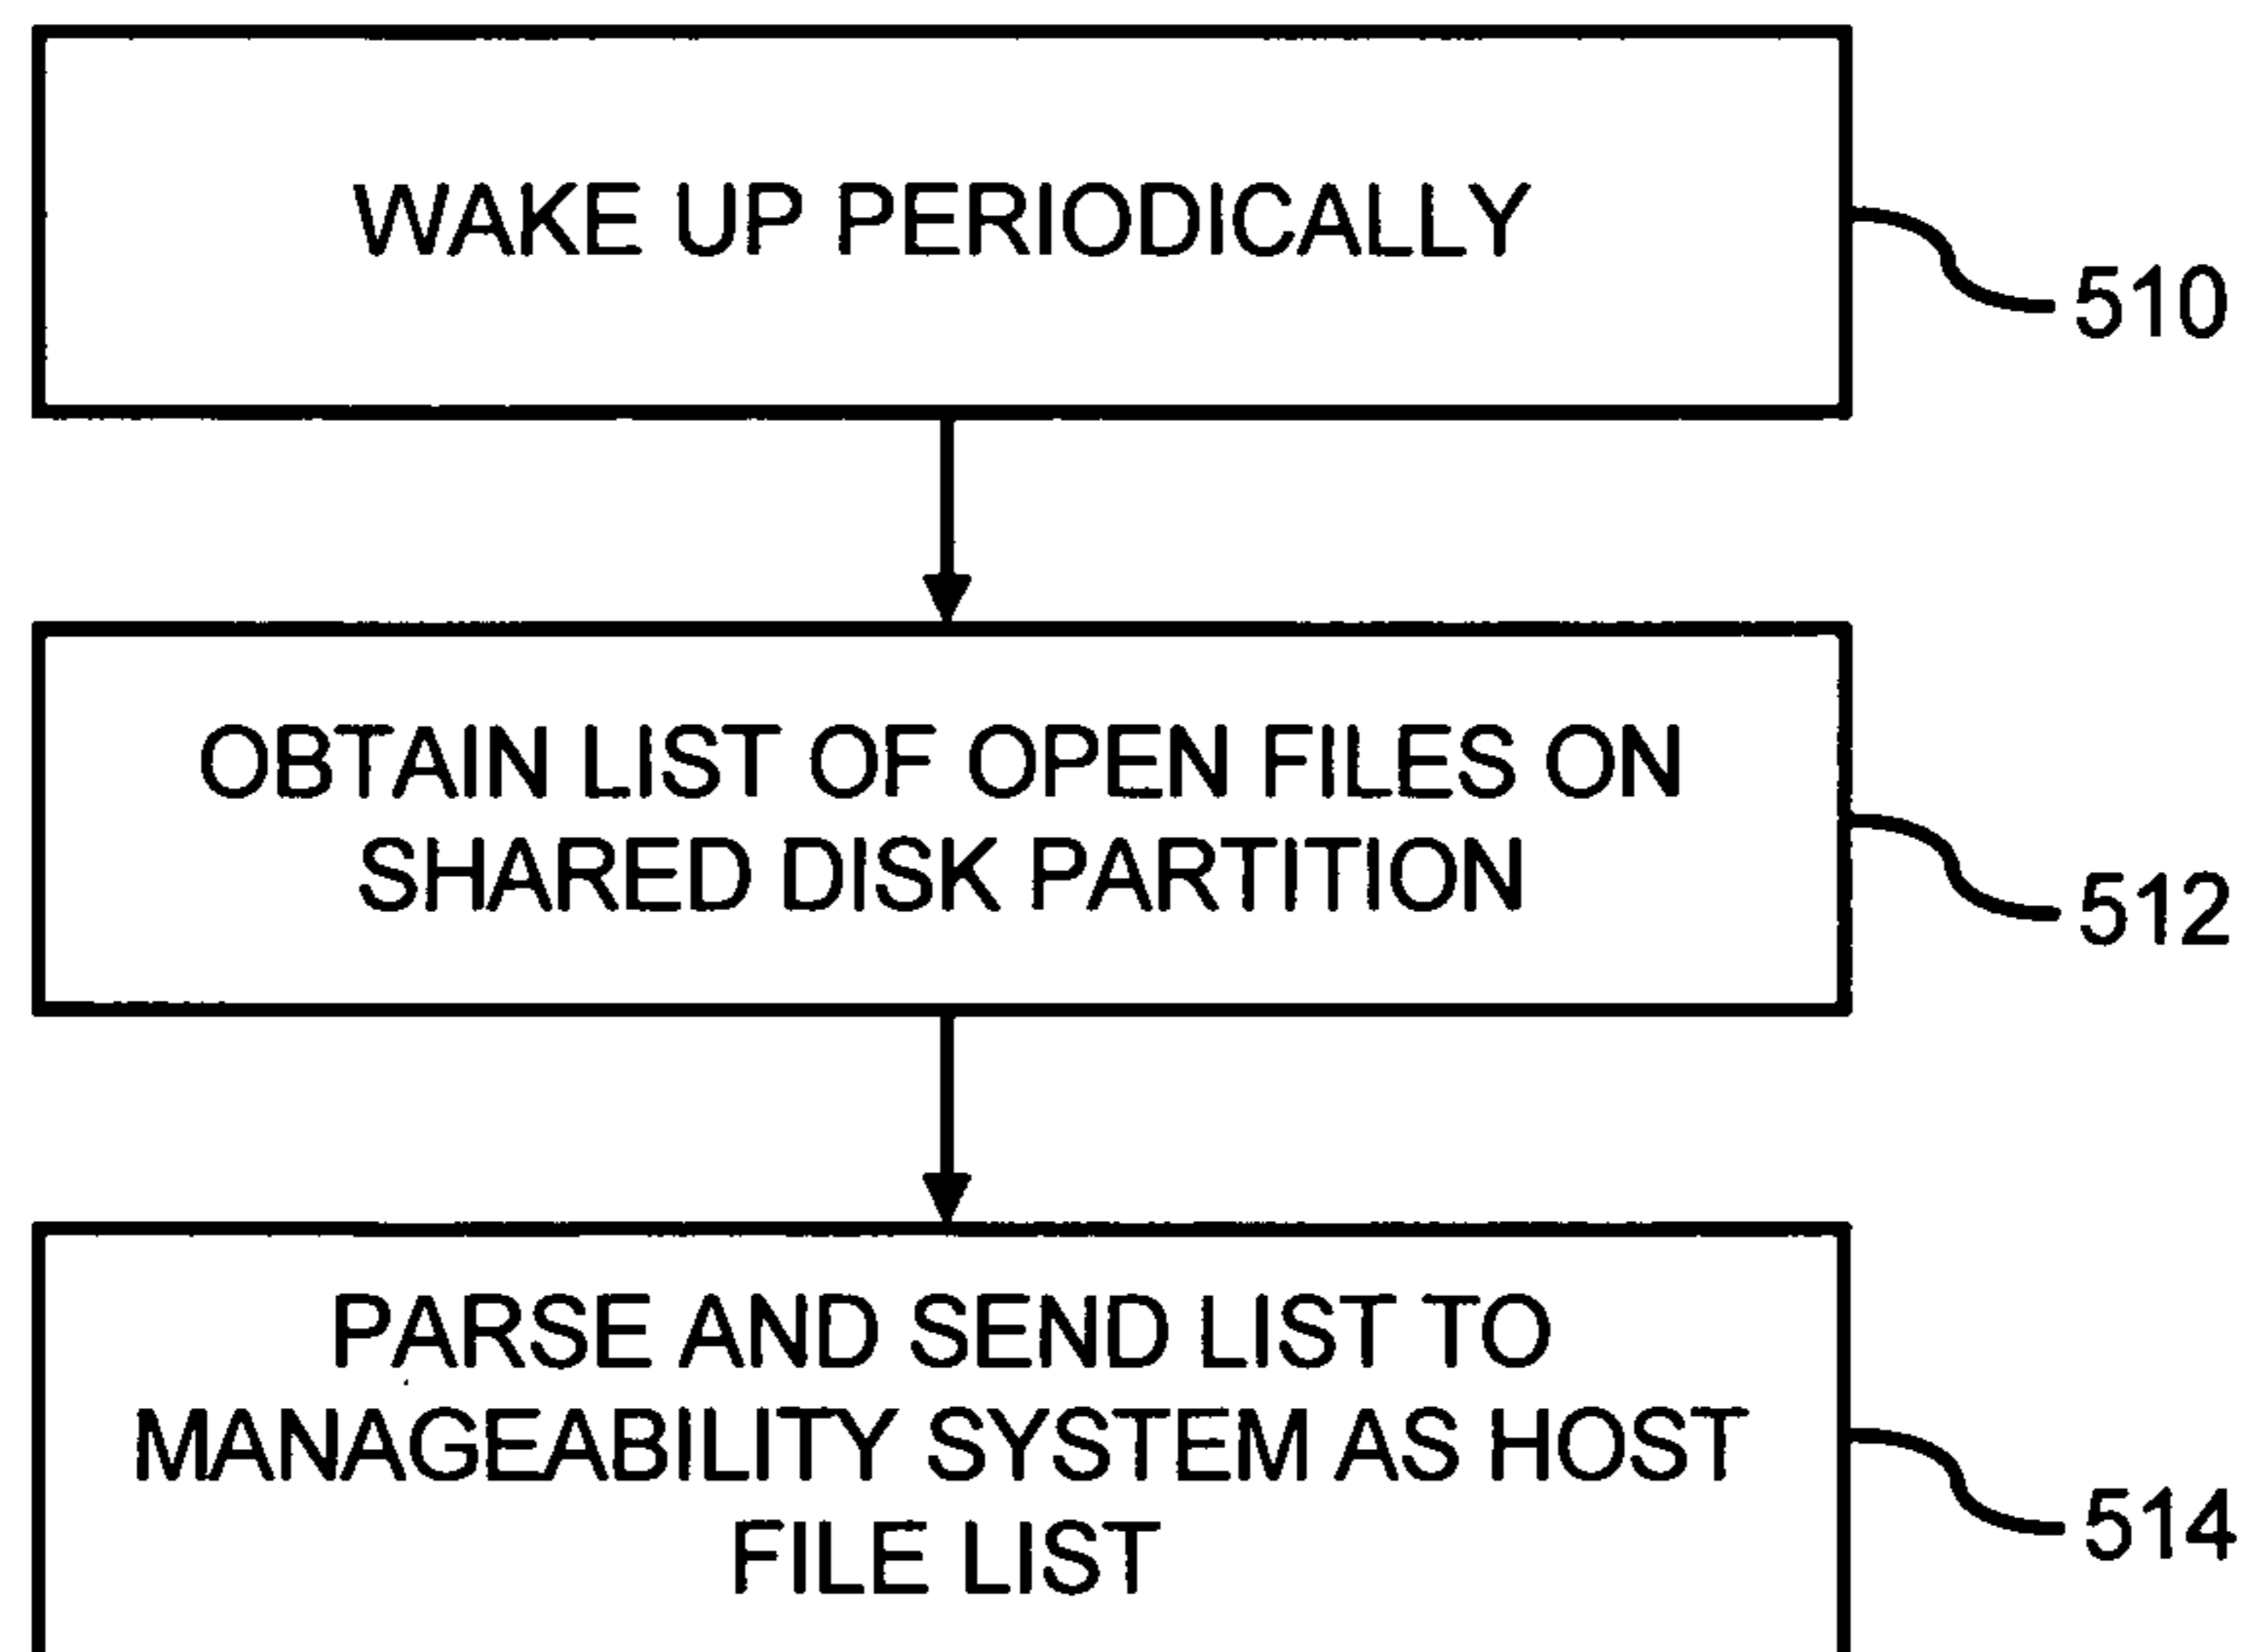 WAKE UP PERIODICALLY
510
OBTAIN LIST OF OPEN FILES ON
SHARED DISK PARTITION
512
PARSE AND SEND LIST TO
MANAGEABILITY SYSTEM AS HOST
FILE LIST
514